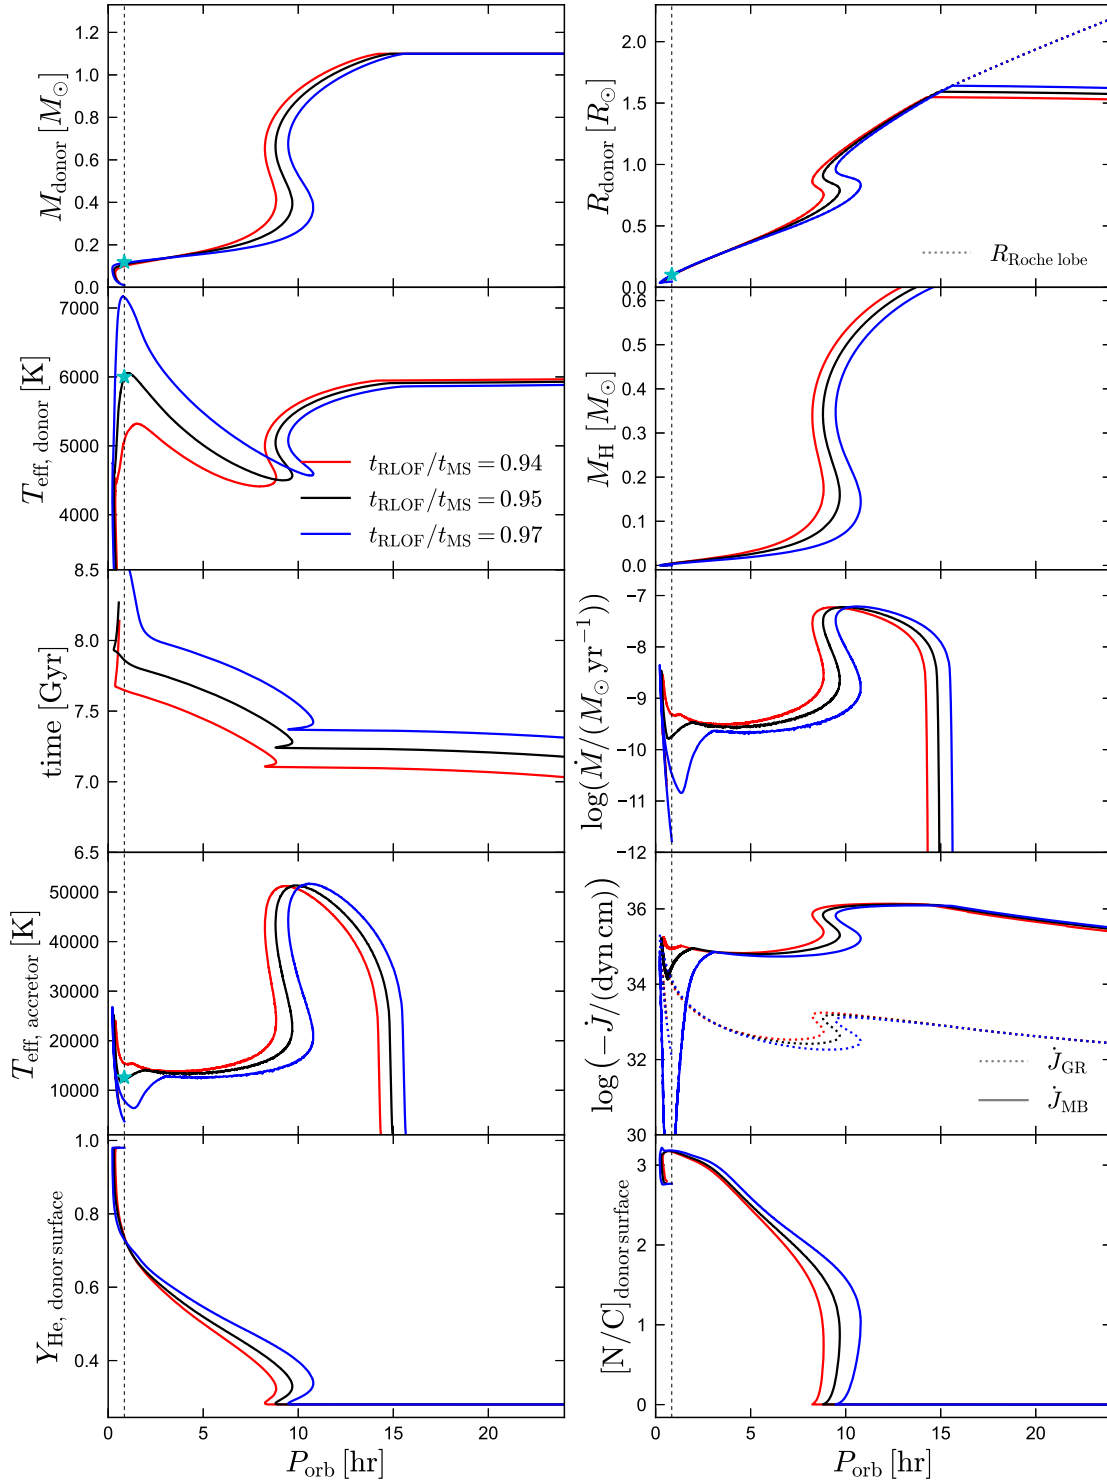 M_donor [M_⊙]
1.2
1.0
0.8
0.6
0.4
0.2
0.0
R_donor [R_⊙]
2.0
1.5
1.0
0.5
0.0
R_Roche lobe
T_eff, donor [K]
7000
6000
5000
4000
t_RLOF/t_MS = 0.94
t_RLOF/t_MS = 0.95
t_RLOF/t_MS = 0.97
M_H [M_⊙]
0.6
0.5
0.4
0.3
0.2
0.1
0.0
time [Gyr]
8.5
8.0
7.5
7.0
6.5
log(Ṁ/(M_⊙ yr⁻¹))
−7
−8
−9
−10
−11
−12
T_eff, accretor [K]
50000
40000
30000
20000
10000
log (−J̇/(dyn cm))
36
34
32
30
J̇_GR
J̇_MB
Y_He, donor surface
1.0
0.8
0.6
0.4
0 5 10 15 20
P_orb [hr]
[N/C]_donor surface
3
2
1
0
0 5 10 15 20
P_orb [hr]